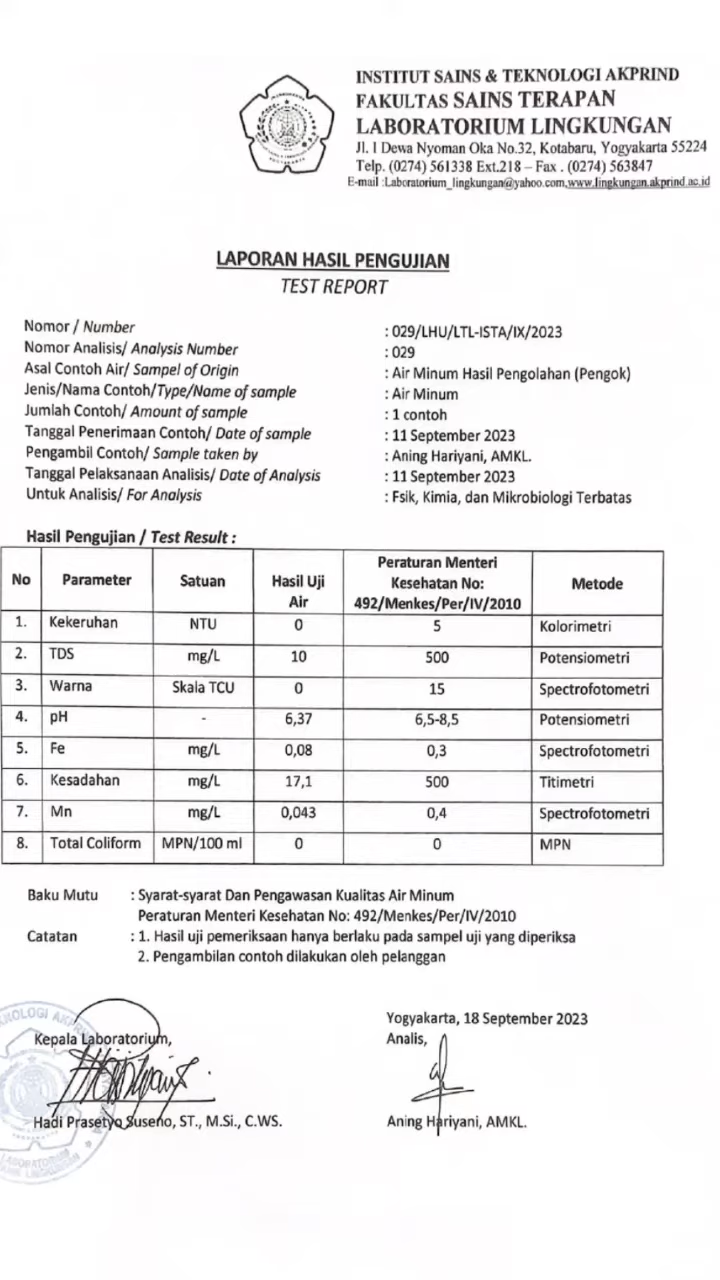 INSTITUT SAINS & TEKNOLOGI AKPRIND
FAKULTAS SAINS TERAPAN
LABORATORIUM LINGKUNGAN
Jl. I Dewa Nyoman Oka No.32, Kotabaru, Yogyakarta 55224
Telp. (0274) 561338 Ext.218 – Fax . (0274) 563847
E-mail :Laboratorium_lingkungan@yahoo.com,www.lingkungan.akprind.ac.id
LAPORAN HASIL PENGUJIAN
TEST REPORT
Nomor / Number : 029/LHU/LTL-ISTA/IX/2023
Nomor Analisis/ Analysis Number : 029
Asal Contoh Air/ Sampel of Origin : Air Minum Hasil Pengolahan (Pengok)
Jenis/Nama Contoh/Type/Name of sample : Air Minum
Jumlah Contoh/ Amount of sample : 1 contoh
Tanggal Penerimaan Contoh/ Date of sample : 11 September 2023
Pengambil Contoh/ Sample taken by : Aning Hariyani, AMKL.
Tanggal Pelaksanaan Analisis/ Date of Analysis : 11 September 2023
Untuk Analisis/ For Analysis : Fsik, Kimia, dan Mikrobiologi Terbatas
Hasil Pengujian / Test Result :
No Parameter Satuan Hasil Uji Air Peraturan Menteri Kesehatan No: 492/Menkes/Per/IV/2010 Metode
1. Kekeruhan NTU 0 5 Kolorimetri
2. TDS mg/L 10 500 Potensiometri
3. Warna Skala TCU 0 15 Spectrofotometri
4. pH - 6,37 6,5-8,5 Potensiometri
5. Fe mg/L 0,08 0,3 Spectrofotometri
6. Kesadahan mg/L 17,1 500 Titimetri
7. Mn mg/L 0,043 0,4 Spectrofotometri
8. Total Coliform MPN/100 ml 0 0 MPN
Baku Mutu : Syarat-syarat Dan Pengawasan Kualitas Air Minum
Peraturan Menteri Kesehatan No: 492/Menkes/Per/IV/2010
Catatan : 1. Hasil uji pemeriksaan hanya berlaku pada sampel uji yang diperiksa
2. Pengambilan contoh dilakukan oleh pelanggan
Yogyakarta, 18 September 2023
Kepala Laboratorium,
Analis,
Hadi Prasetyo Suseno, ST., M.Si., C.WS.
Aning Hariyani, AMKL.